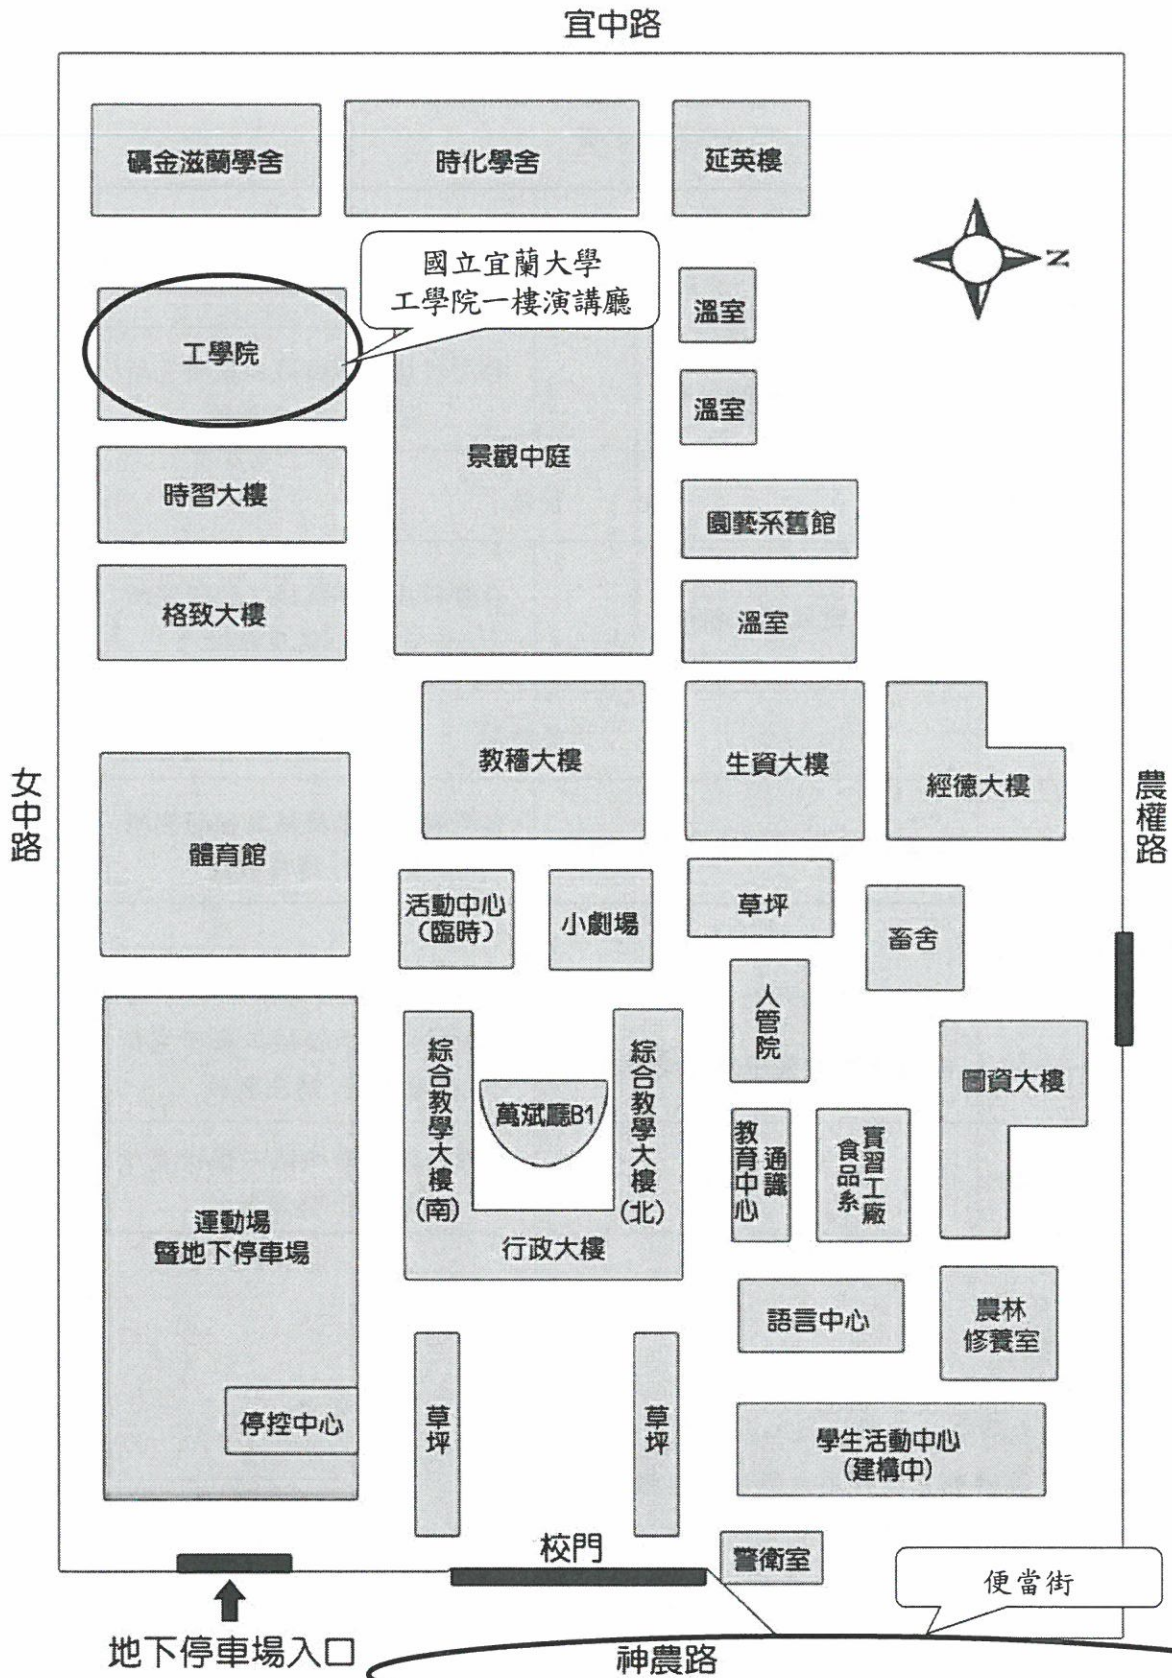 宜中路
礪金滋蘭學舍
時化學舍
延英樓
國立宜蘭大學
工學院一樓演講廳
N
工學院
溫室
溫室
景觀中庭
時習大樓
園藝系舊館
格致大樓
溫室
教穡大樓
生資大樓
經德大樓
女中路
農權路
體育館
活動中心
(臨時)
小劇場
草坪
畜舍
人管院
綜合教學大樓
(南)
萬斌廳B1
綜合教學大樓
(北)
圖資大樓
通識
教育中心
實習工廠
食品系
運動場
暨地下停車場
行政大樓
語言中心
農林
修養室
停控中心
草坪
草坪
學生活動中心
(建構中)
校門
警衛室
便當街
地下停車場入口
神農路